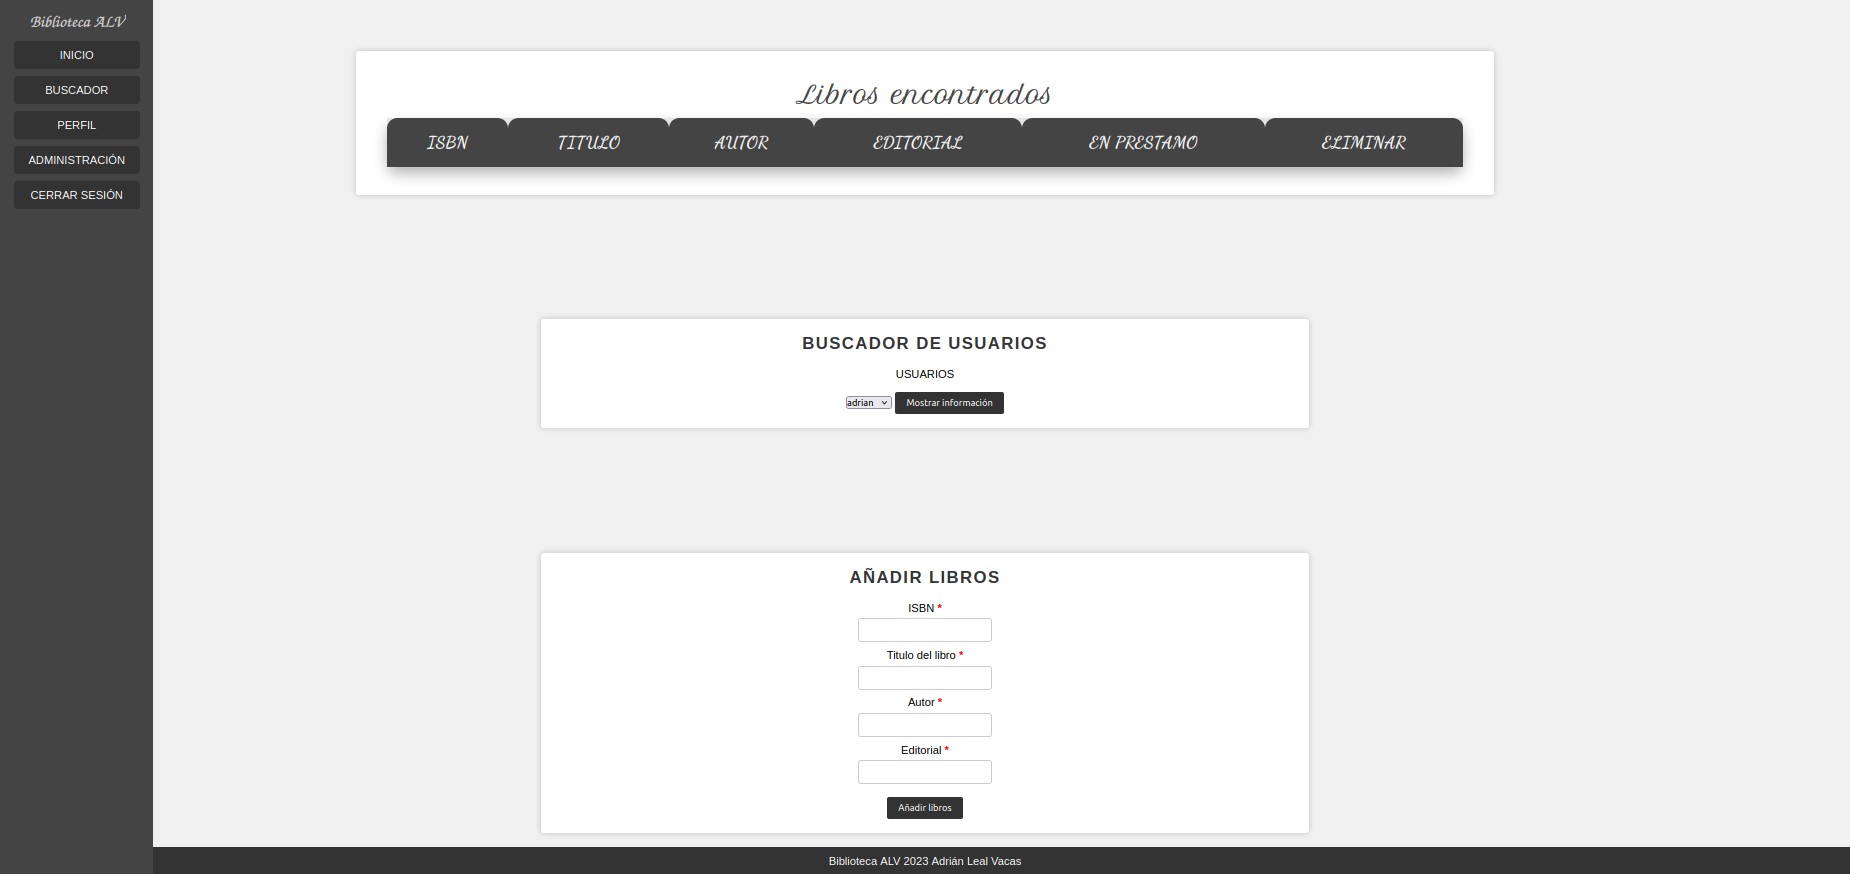 Biblioteca ALV
INICIO
BUSCADOR
PERFIL
ADMINISTRACIÓN
CERRAR SESIÓN
Libros encontrados
ISBN TITULO AUTOR EDITORIAL EN PRESTAMO ELIMINAR
BUSCADOR DE USUARIOS
USUARIOS
adrian Mostrar información
AÑADIR LIBROS
ISBN *
Titulo del libro *
Autor *
Editorial *
Añadir libros
Biblioteca ALV 2023 Adrián Leal Vacas